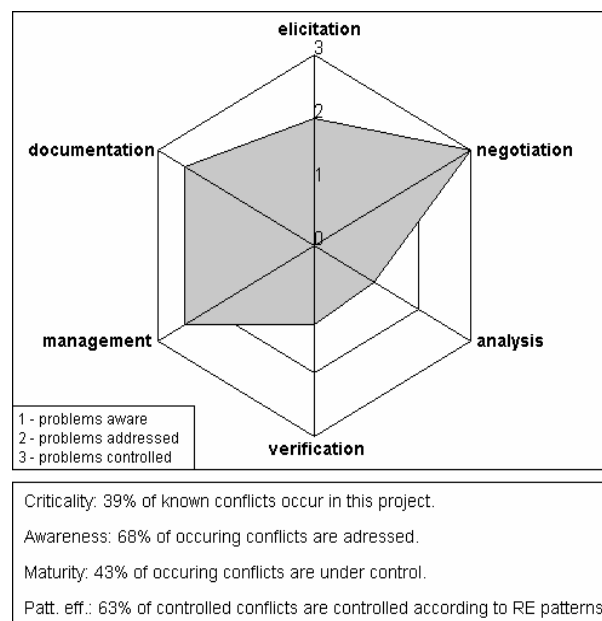 elicitation
3
2
documentation
negotiation
1
0
management
analysis
verification
1 - problems aware
2 - problems addressed
3 - problems controlled
Criticality: 39% of known conflicts occur in this project.
Awareness: 68% of occuring conflicts are adressed.
Maturity: 43% of occuring conflicts are under control.
Patt. eff.: 63% of controlled conflicts are controlled according to RE patterns